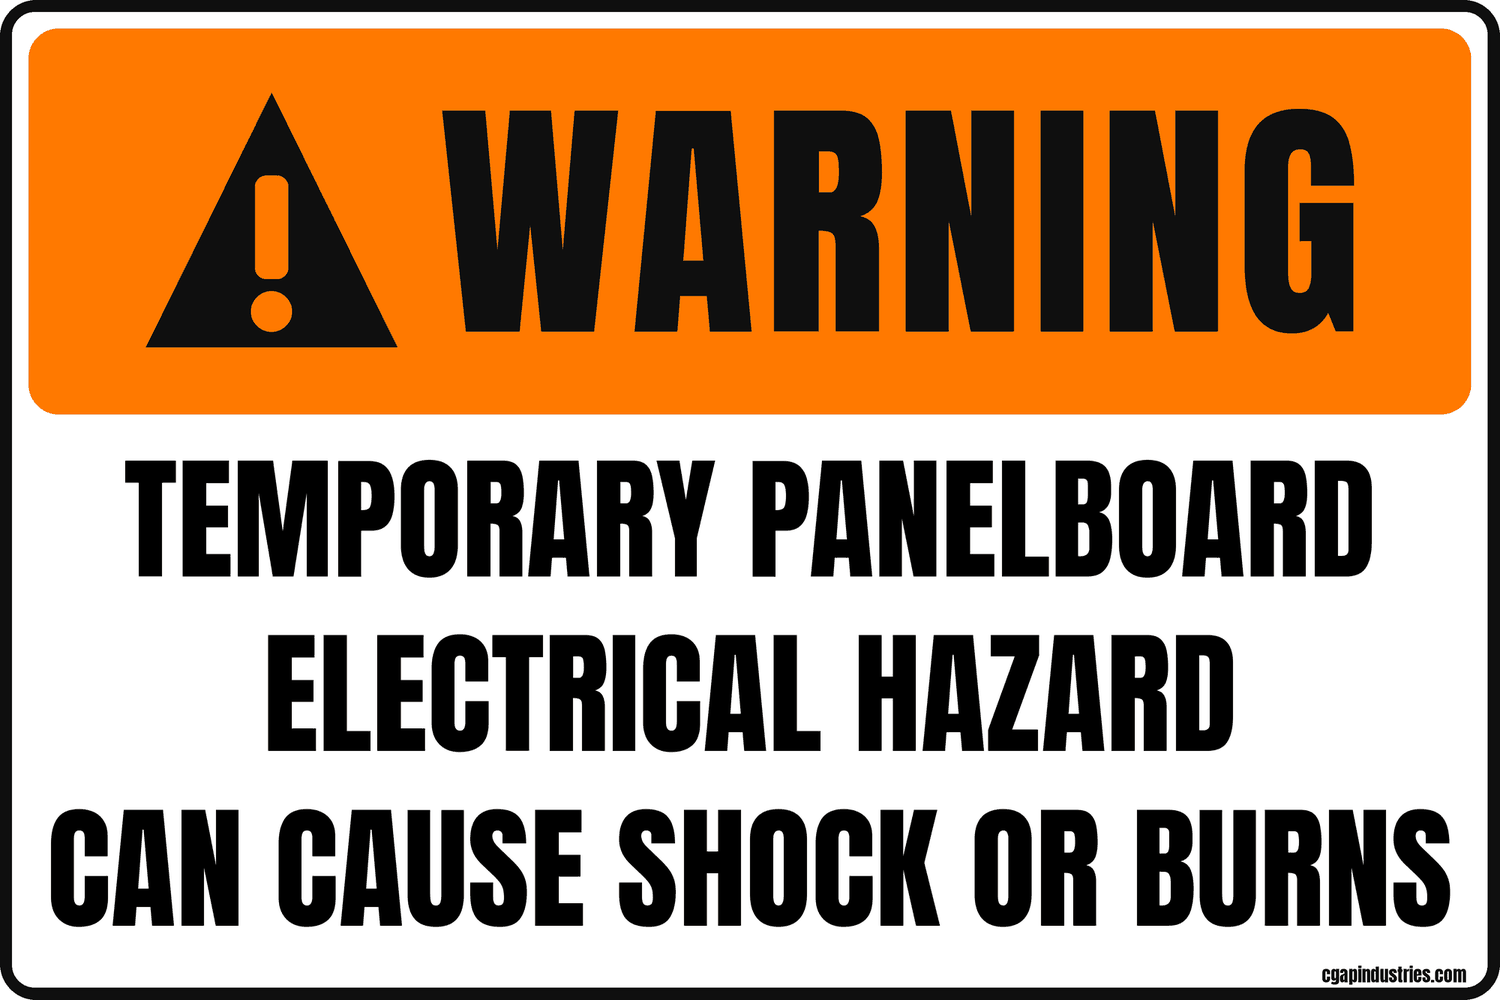 WARNING
TEMPORARY PANELBOARD
ELECTRICAL HAZARD
CAN CAUSE SHOCK OR BURNS
cgapindustries.com